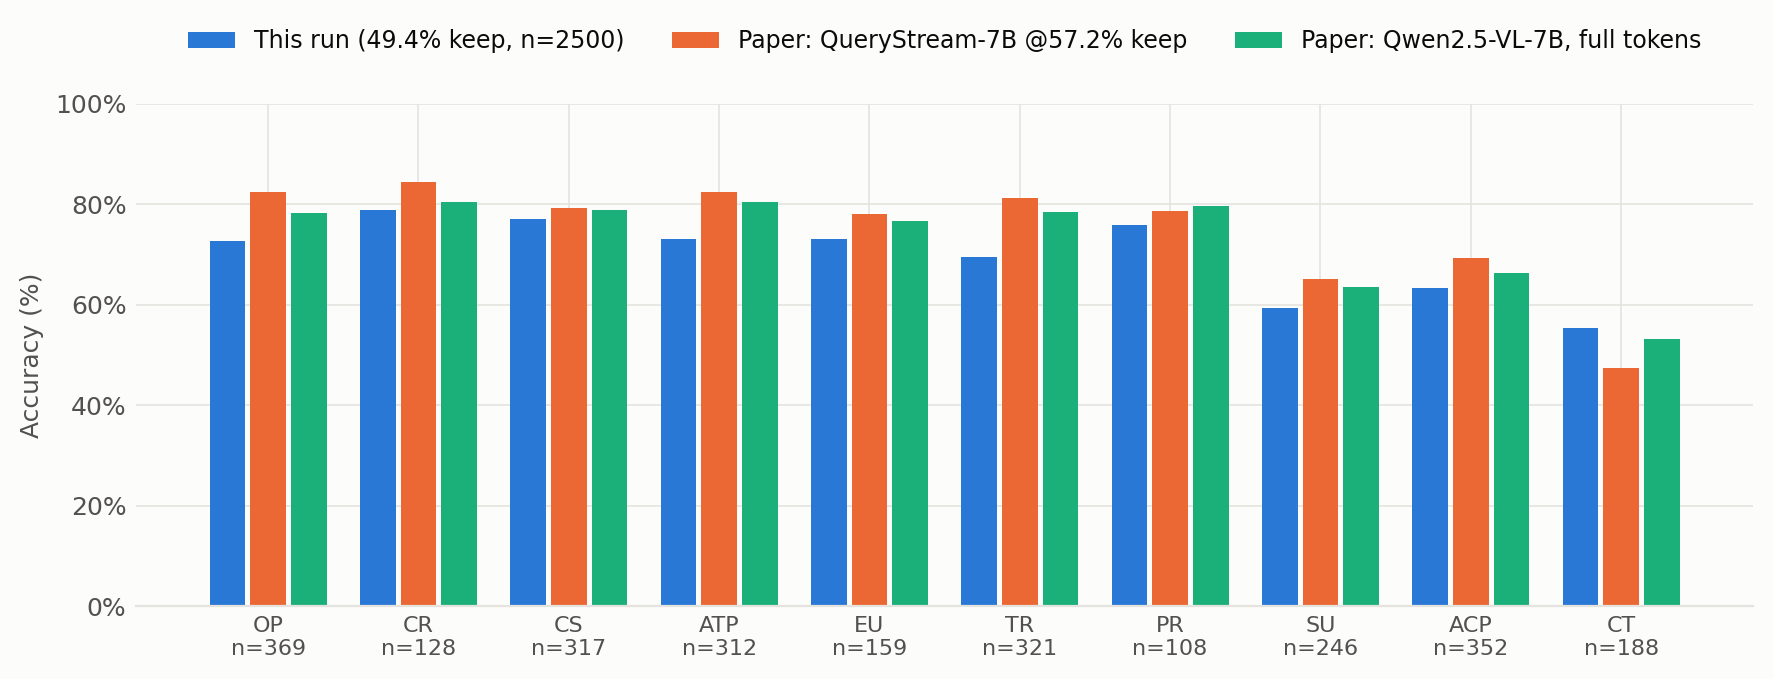 This run (49.4% keep, n=2500)
Paper: QueryStream-7B @57.2% keep
Paper: Qwen2.5-VL-7B, full tokens
Accuracy (%)
100%
80%
60%
40%
20%
0%
OP
n=369
CR
n=128
CS
n=317
ATP
n=312
EU
n=159
TR
n=321
PR
n=108
SU
n=246
ACP
n=352
CT
n=188